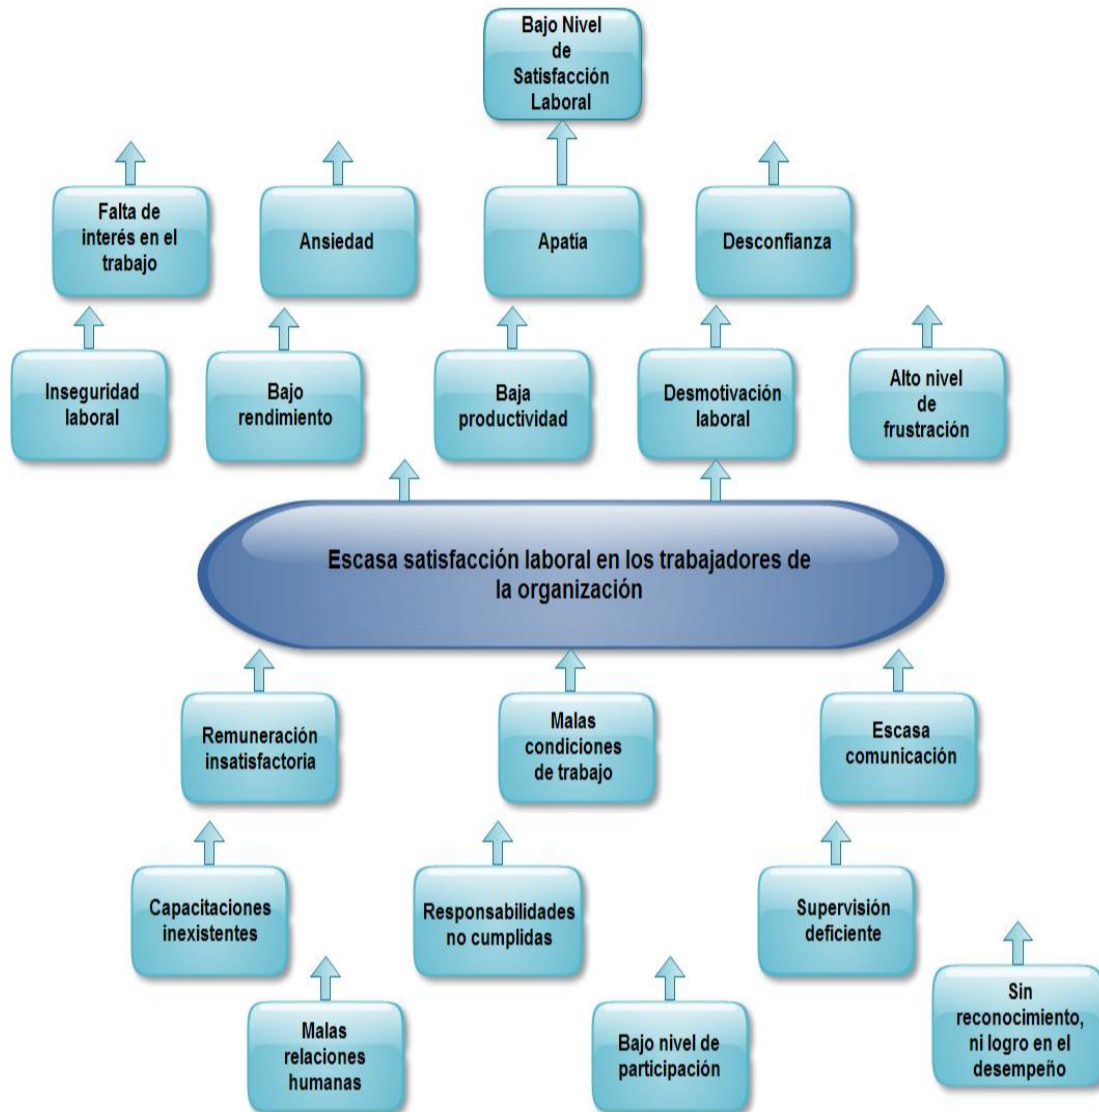 Bajo Nivel
de
Satisfacción
Laboral
Falta de
interés en el
trabajo
Ansiedad
Apatía
Desconfianza
Inseguridad
laboral
Bajo
rendimiento
Baja
productividad
Desmotivación
laboral
Alto nivel
de
frustración
Escasa satisfacción laboral en los trabajadores de
la organización
Remuneración
insatisfactoria
Malas
condiciones
de trabajo
Escasa
comunicación
Capacitaciones
inexistentes
Responsabilidades
no cumplidas
Supervisión
deficiente
Malas
relaciones
humanas
Bajo nivel de
participación
Sin
reconocimiento,
ni logro en el
desempeño